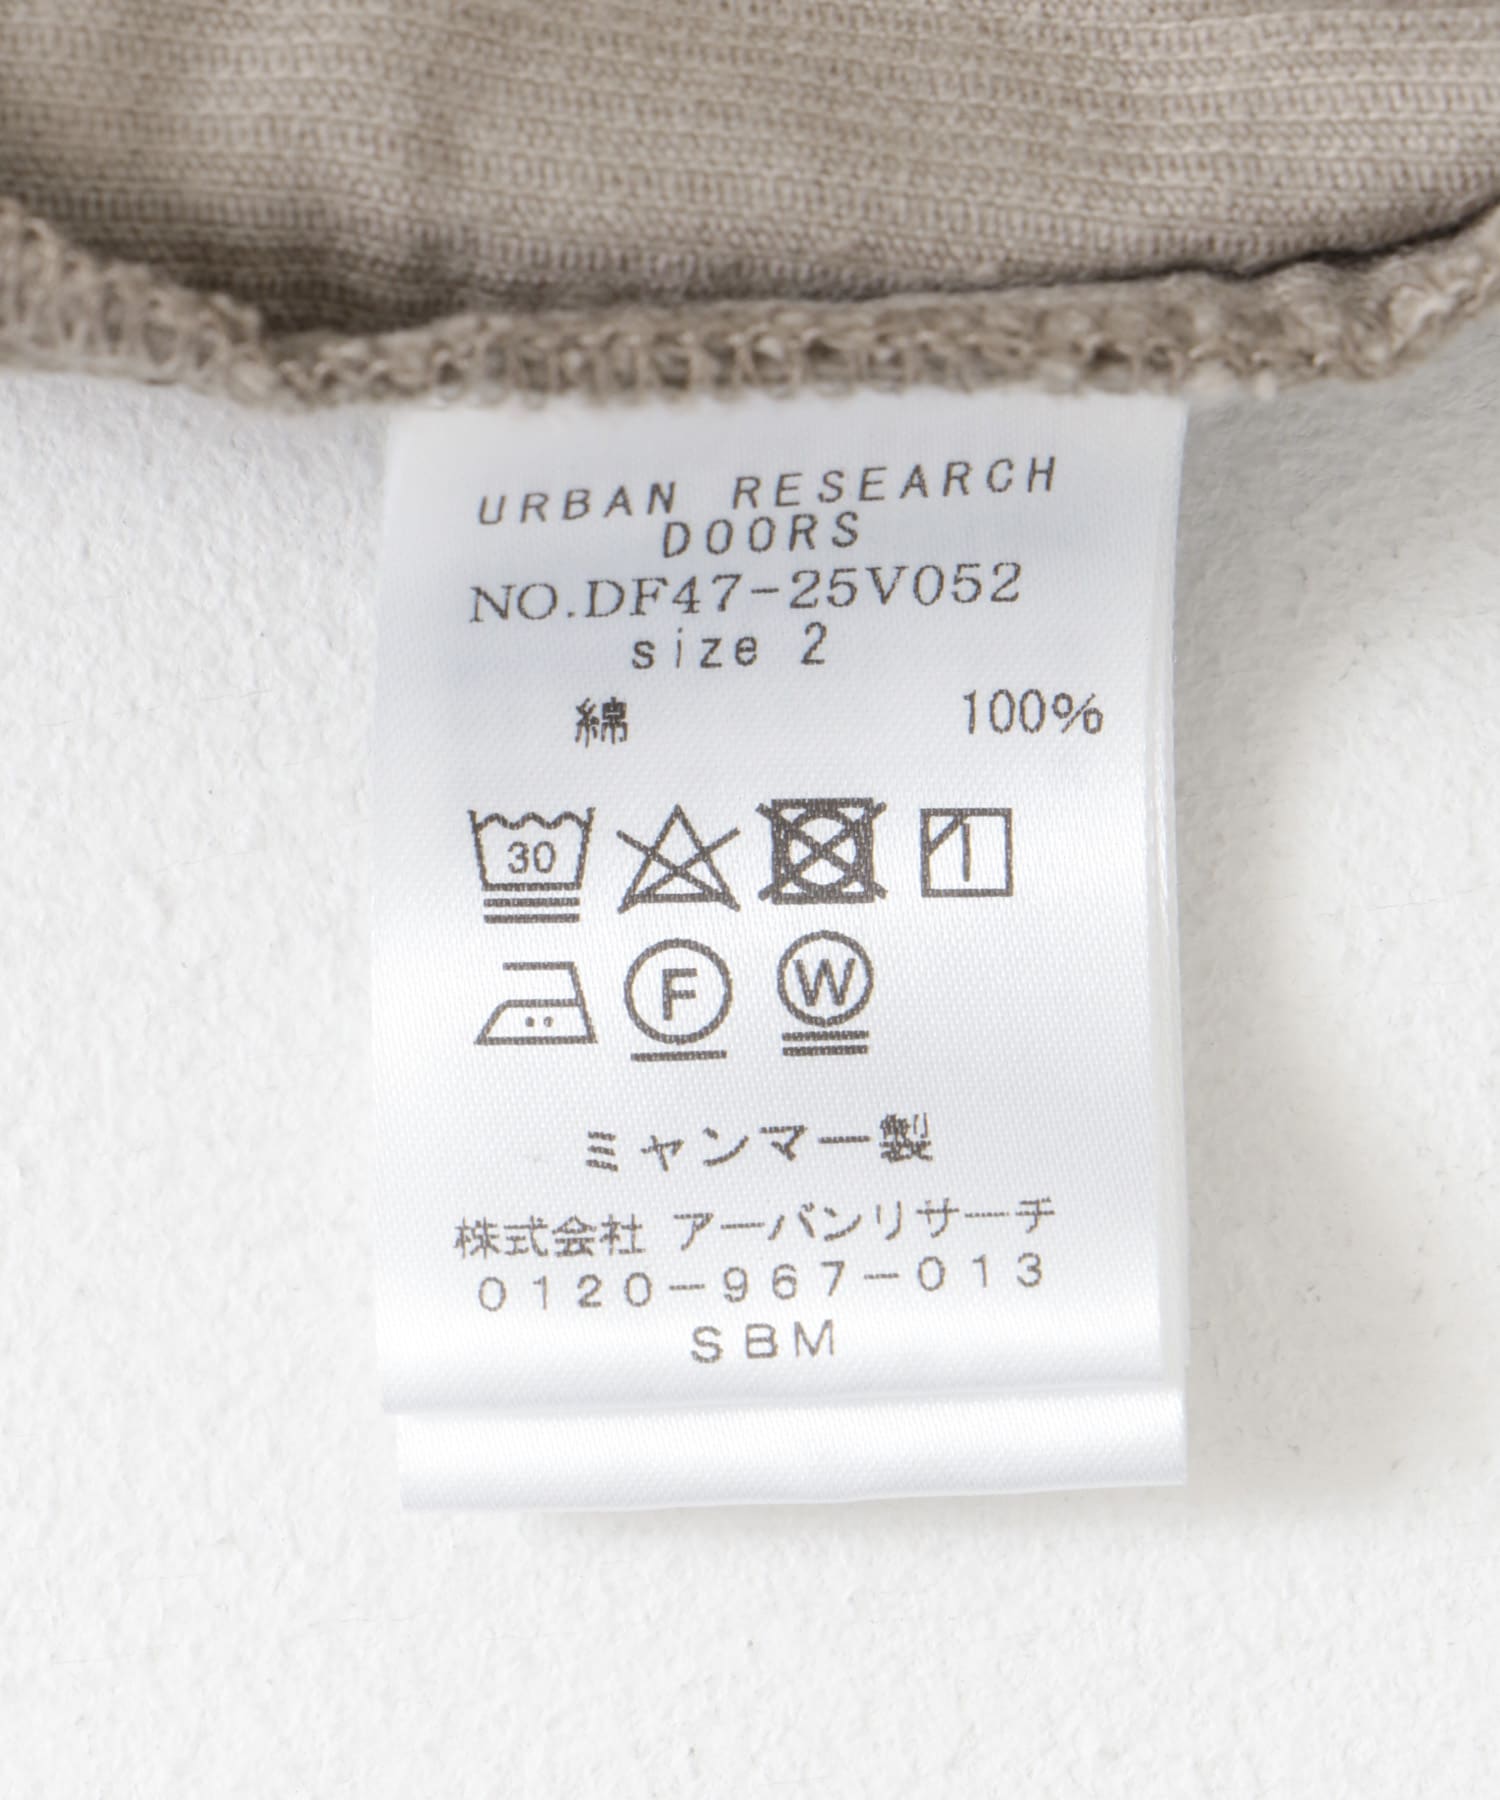 URBAN RESEARCH
DOORS
NO.DF47-25V052
size 2
綿 100%
30
F W
ミャンマー製
株式会社 アーバンリサーチ
0120-967-013
SBM